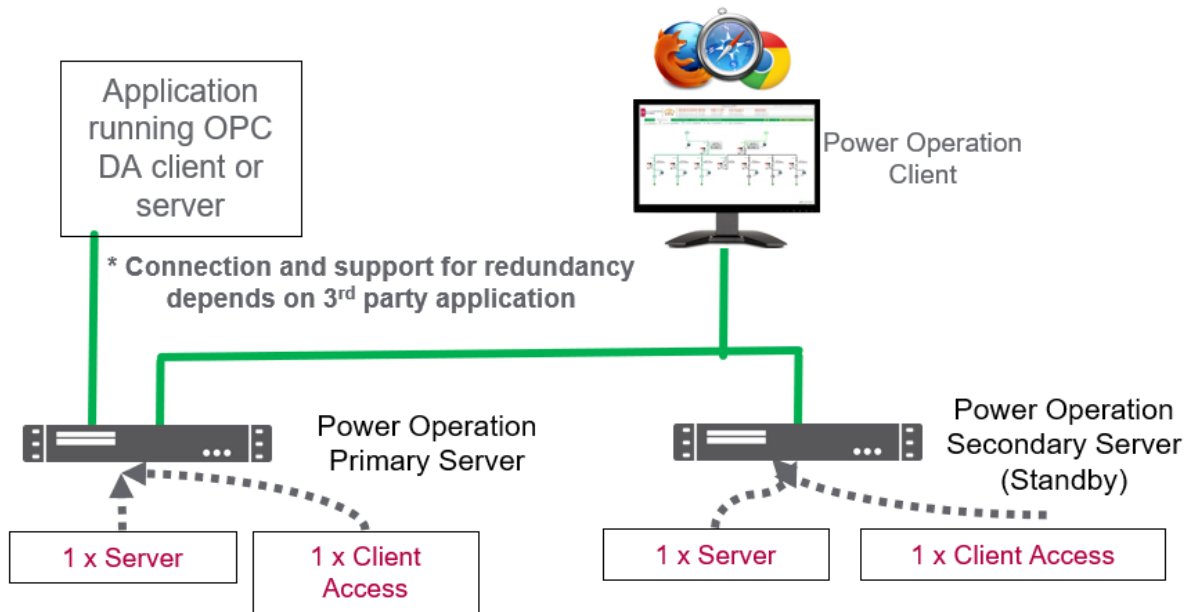 Application
running OPC
DA client or
server
Power Operation
Client
* Connection and support for redundancy
depends on 3rd party application
Power Operation
Primary Server
Power Operation
Secondary Server
(Standby)
1 x Server
1 x Client
Access
1 x Server
1 x Client Access